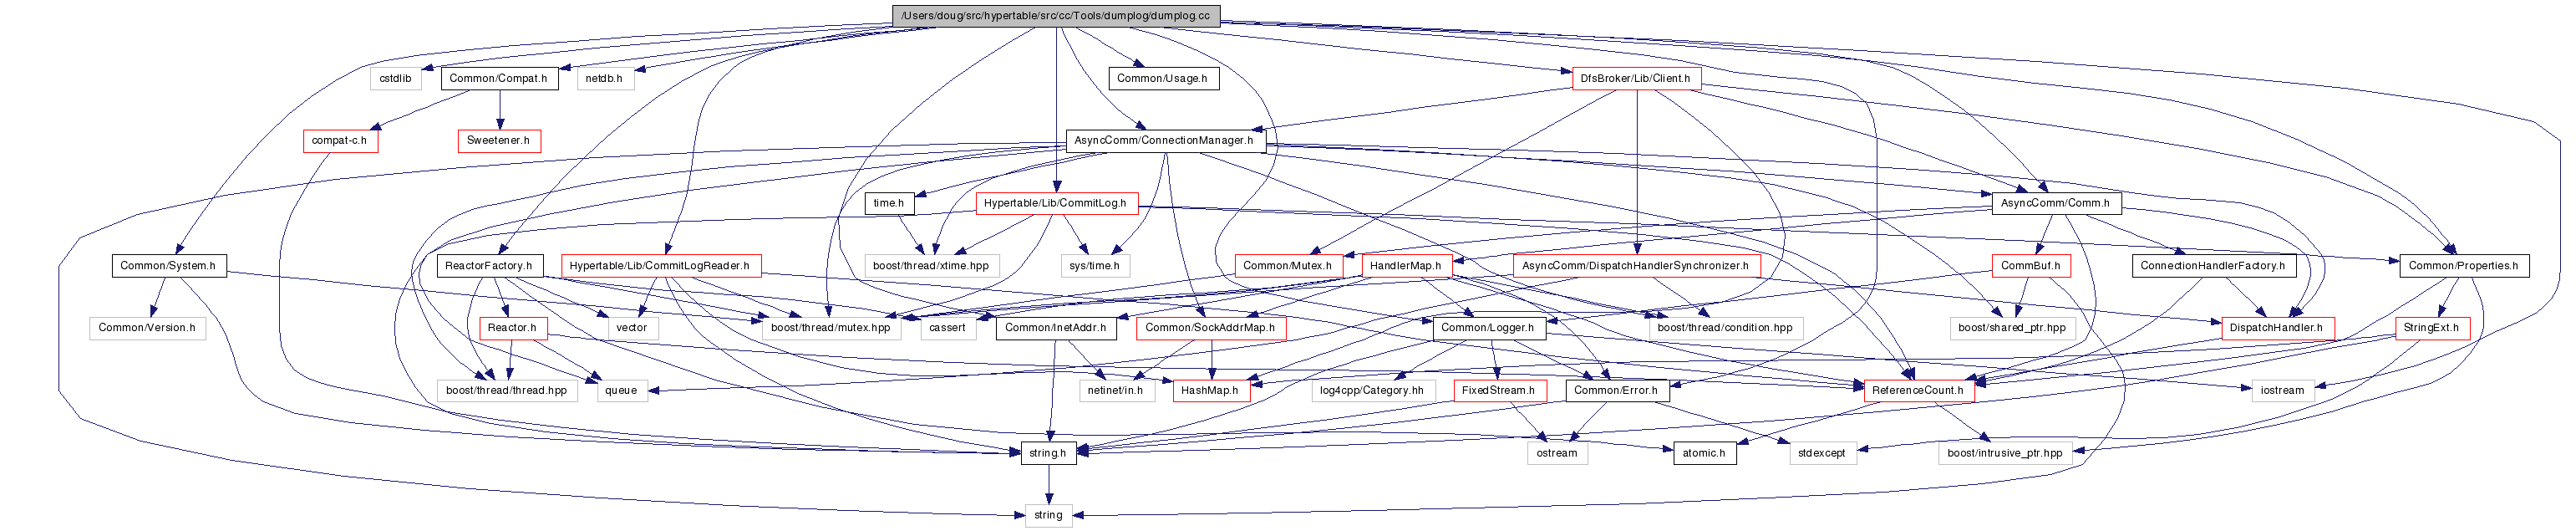 /Users/doug/src/hypertable/src/cc/Tools/dumplog/dumplog.cc
cstdlib
Common/Compat.h
netdb.h
Common/Usage.h
DfsBroker/Lib/Client.h
compat-c.h
Sweetener.h
AsyncComm/ConnectionManager.h
time.h
Hypertable/Lib/CommitLog.h
AsyncComm/Comm.h
Common/System.h
ReactorFactory.h
Hypertable/Lib/CommitLogReader.h
boost/thread/xtime.hpp
sys/time.h
Common/Mutex.h
HandlerMap.h
AsyncComm/DispatchHandlerSynchronizer.h
CommBuf.h
ConnectionHandlerFactory.h
Common/Properties.h
Common/Version.h
Reactor.h
vector
boost/thread/mutex.hpp
cassert
Common/InetAddr.h
Common/SockAddrMap.h
Common/Logger.h
boost/thread/condition.hpp
boost/shared_ptr.hpp
DispatchHandler.h
StringExt.h
boost/thread/thread.hpp
queue
netinet/in.h
HashMap.h
log4cpp/Category.hh
FixedStream.h
Common/Error.h
ReferenceCount.h
iostream
string.h
ostream
atomic.h
stdexcept
boost/intrusive_ptr.hpp
string